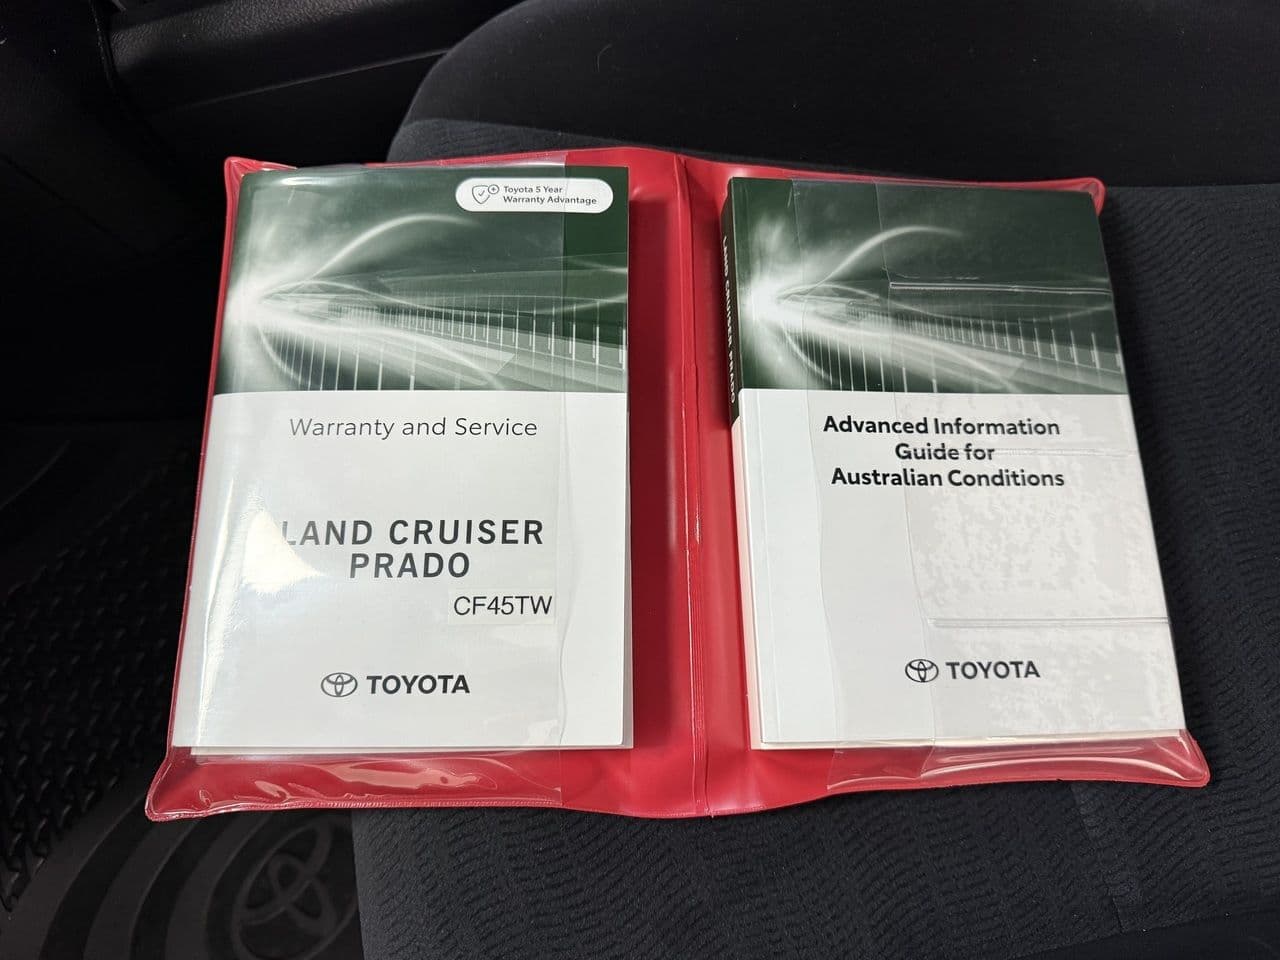 Toyota 5 Year
Warranty Advantage
Warranty and Service
LAND CRUISER
PRADO
CF45TW
TOYOTA
LAND CRUISER PRADO
Advanced Information
Guide for
Australian Conditions
TOYOTA